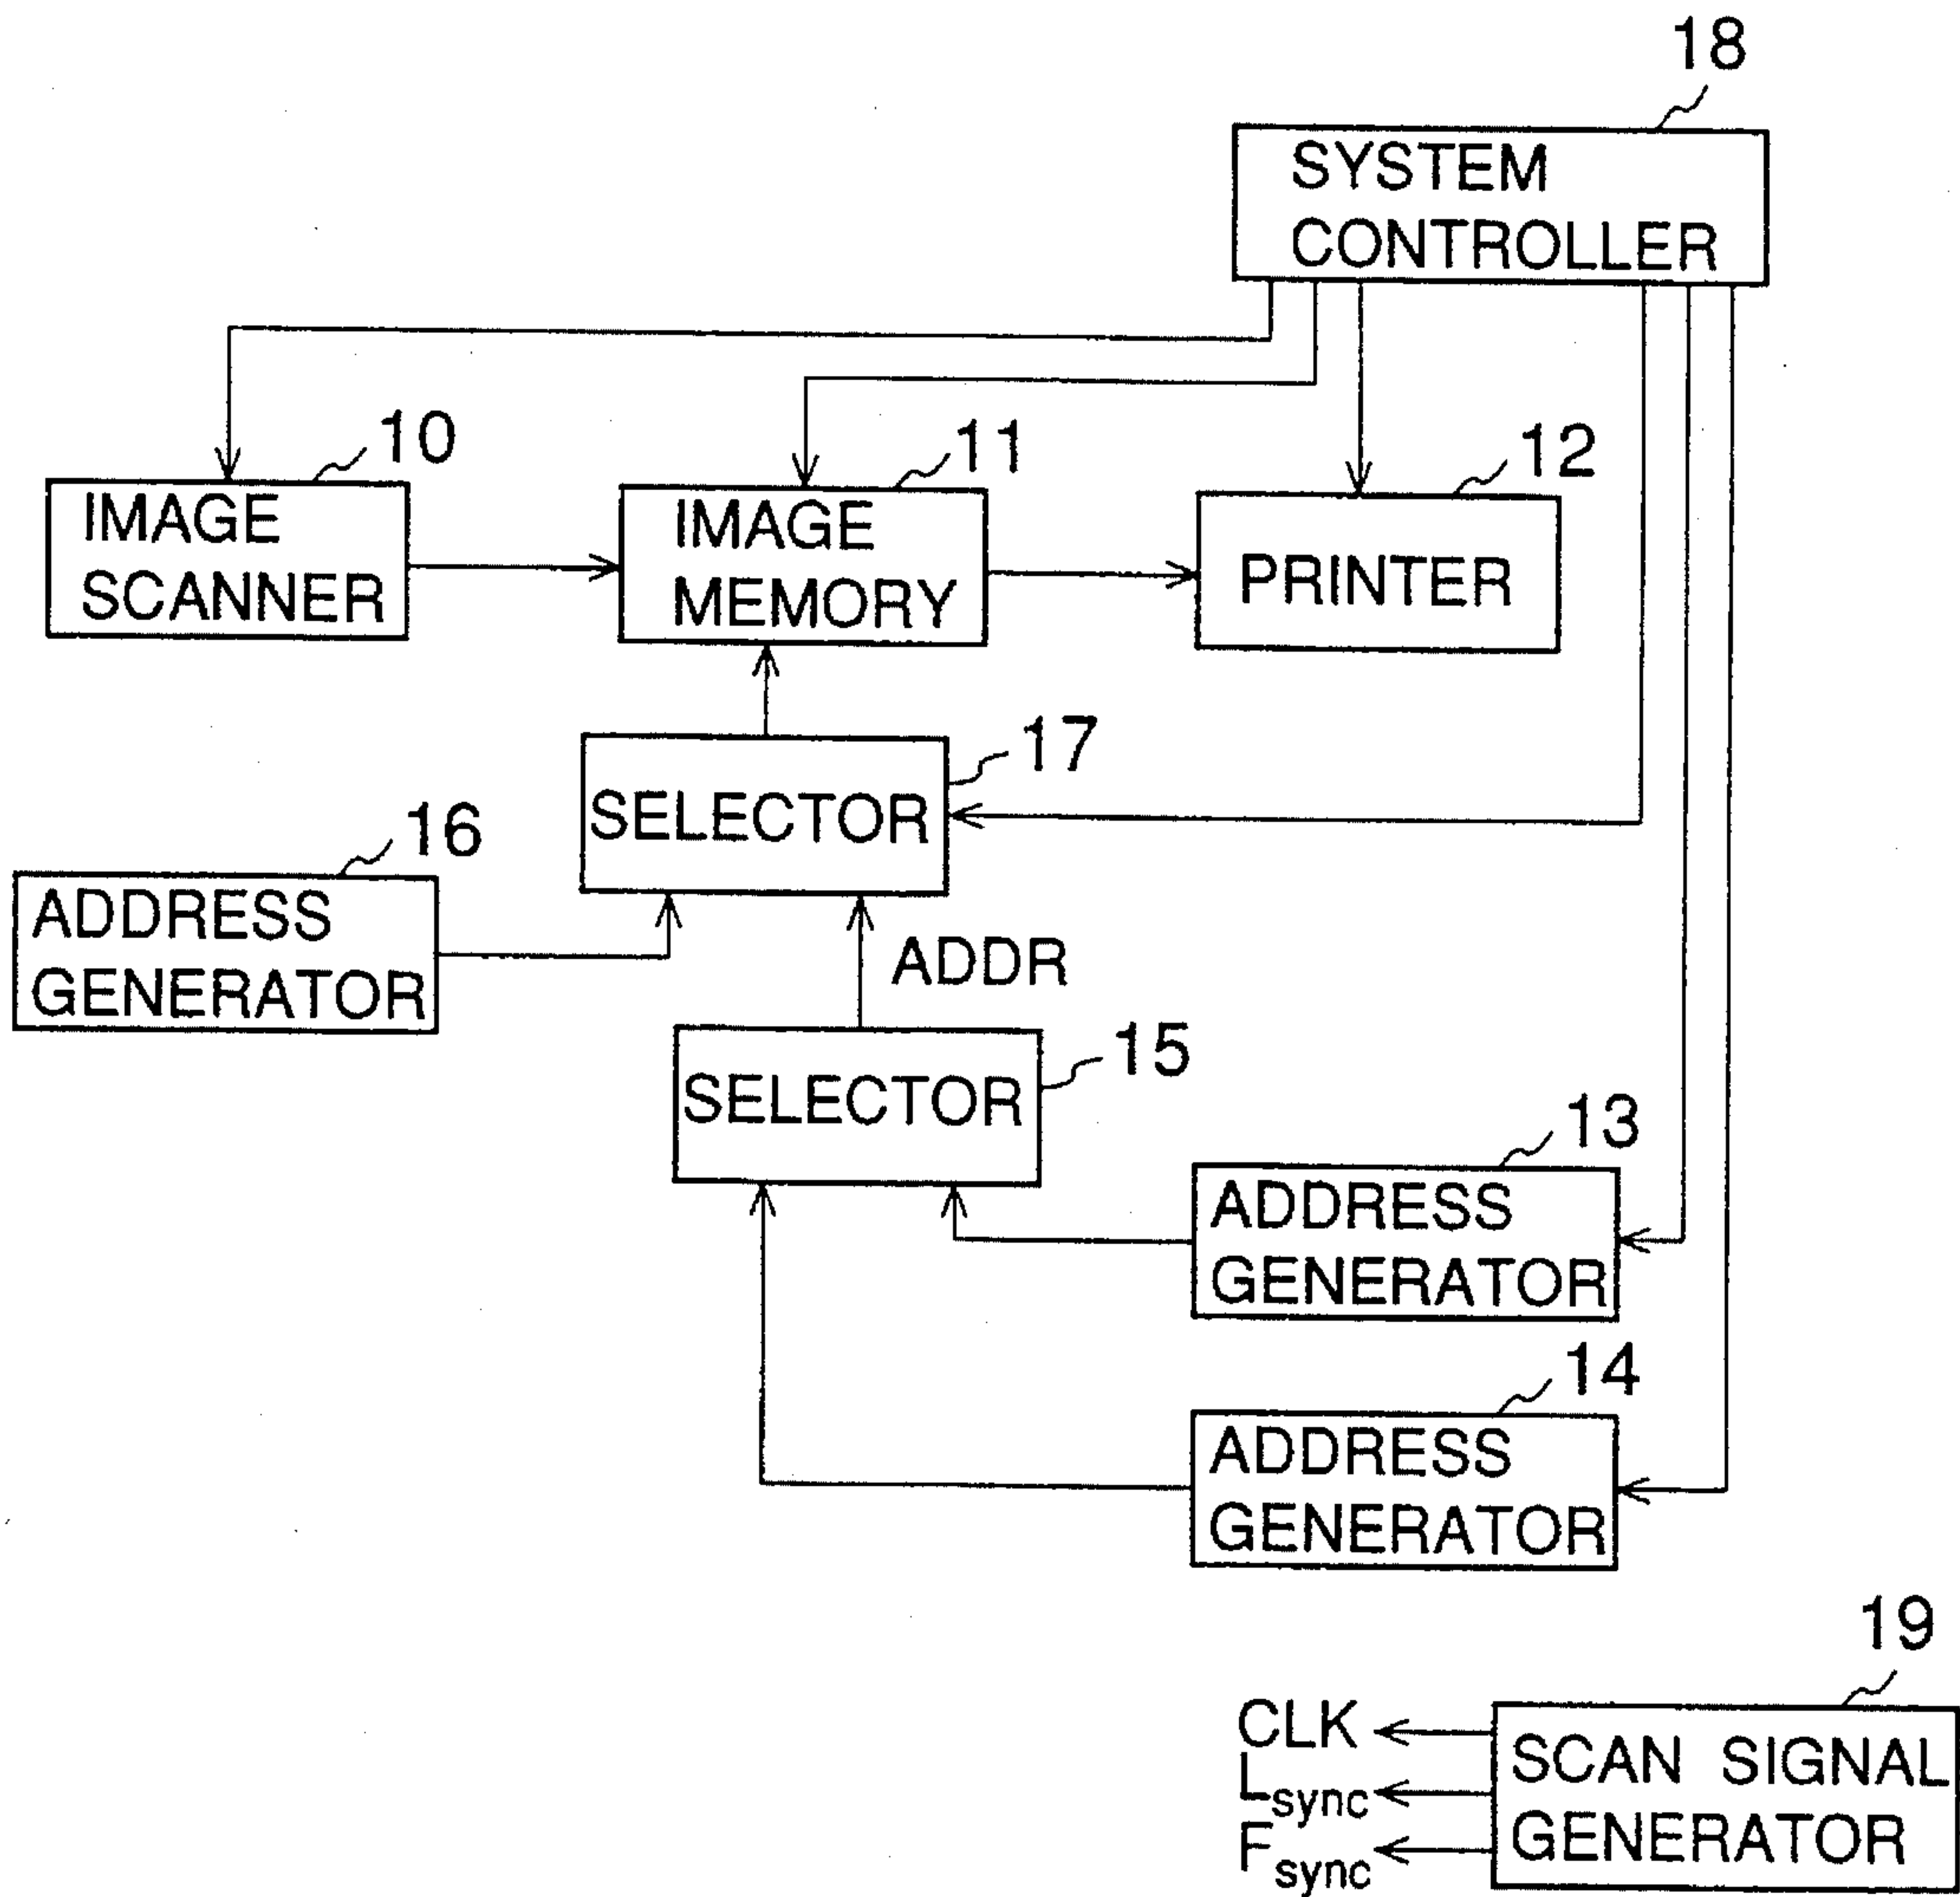 18
SYSTEM
CONTROLLER
10
IMAGE
SCANNER
11
IMAGE
MEMORY
12
PRINTER
17
SELECTOR
16
ADDRESS
GENERATOR
ADDR
15
SELECTOR
13
ADDRESS
GENERATOR
14
ADDRESS
GENERATOR
19
CLK
Lsync
Fsync
SCAN SIGNAL
GENERATOR